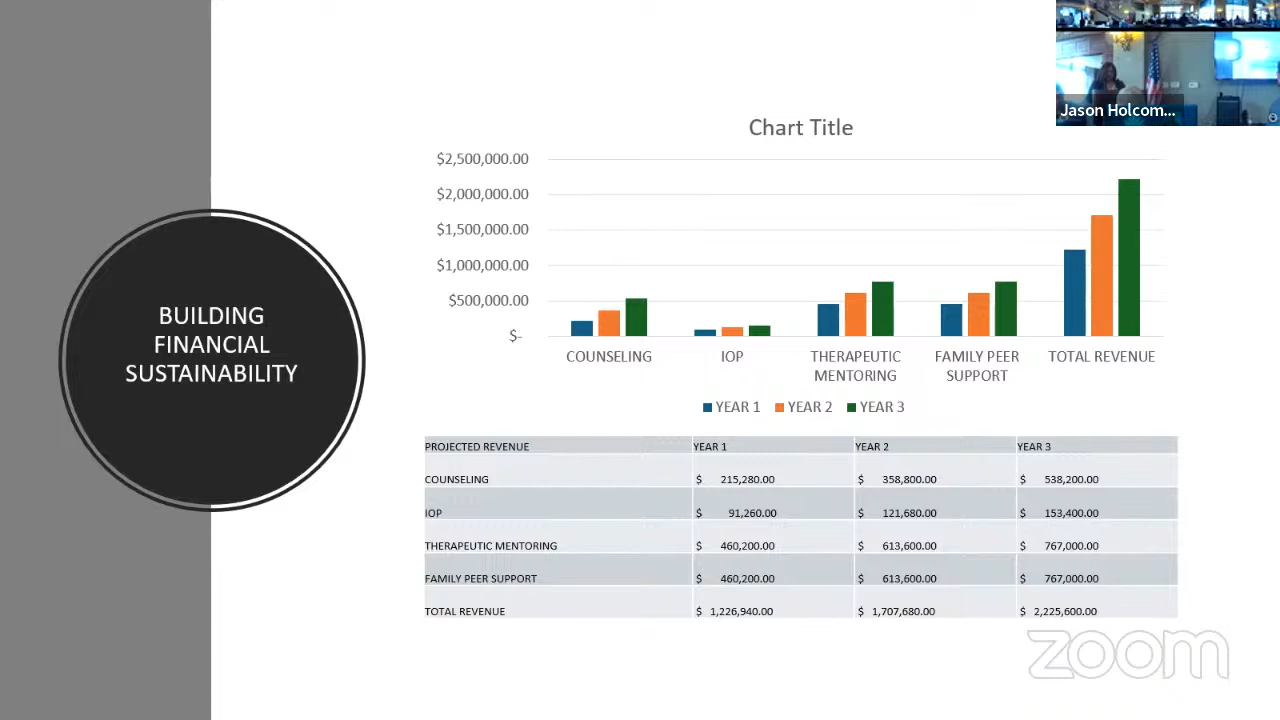 Jason Holcom...
BUILDING
FINANCIAL
SUSTAINABILITY
Chart Title
$2,500,000.00
$2,000,000.00
$1,500,000.00
$1,000,000.00
$500,000.00
$-
COUNSELING IOP THERAPEUTIC MENTORING FAMILY PEER SUPPORT TOTAL REVENUE
YEAR 1 YEAR 2 YEAR 3
PROJECTED REVENUE YEAR 1 YEAR 2 YEAR 3
COUNSELING $ 215,280.00 $ 358,800.00 $ 538,200.00
IOP $ 91,260.00 $ 121,680.00 $ 153,400.00
THERAPEUTIC MENTORING $ 460,200.00 $ 613,600.00 $ 767,000.00
FAMILY PEER SUPPORT $ 460,200.00 $ 613,600.00 $ 767,000.00
TOTAL REVENUE $ 1,226,940.00 $ 1,707,680.00 $ 2,225,600.00
zoom